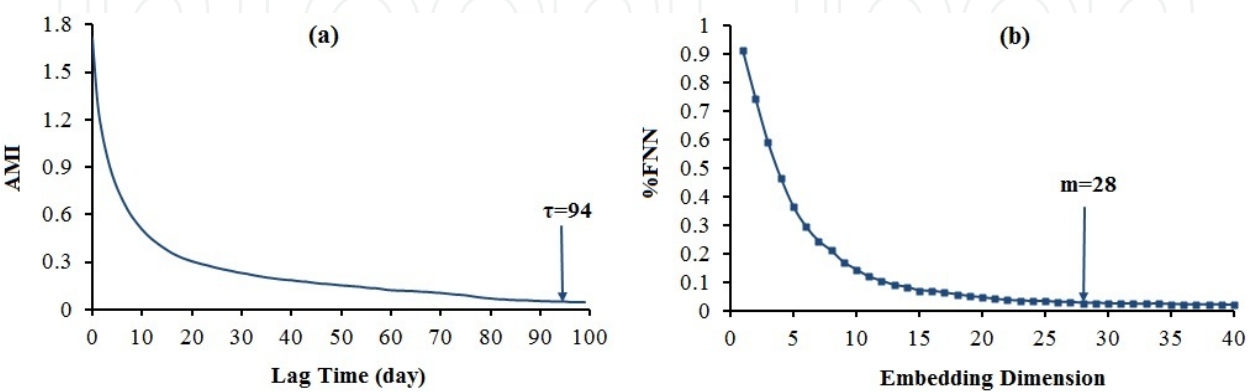 (a)
AMI
1.8
1.5
1.2
0.9
0.6
0.3
0
τ=94
0 10 20 30 40 50 60 70 80 90 100
Lag Time (day)
(b)
%FNN
1
0.9
0.8
0.7
0.6
0.5
0.4
0.3
0.2
0.1
0
m=28
0 5 10 15 20 25 30 35 40
Embedding Dimension